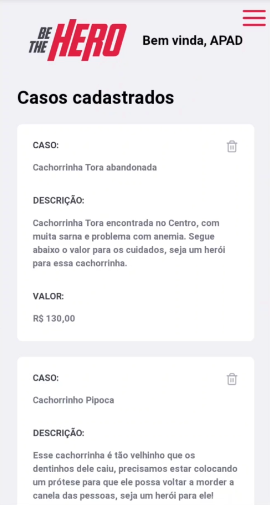 BE THE HERO
Bem vinda, APAD
Casos cadastrados
CASO:
Cachorrinha Tora abandonada
DESCRIÇÃO:
Cachorrinha Tora encontrada no Centro, com
muita sarna e problema com anemia. Segue
abaixo o valor para os cuidados, seja um herói
para essa cachorrinha.
VALOR:
R$ 130,00
CASO:
Cachorrinho Pipoca
DESCRIÇÃO:
Esse cachorrinho é tão velhinho que os
dentinhos dele caiu, precisamos estar colocando
um prótese para que ele possa voltar a morder a
canela das pessoas, seja um herói para ele!